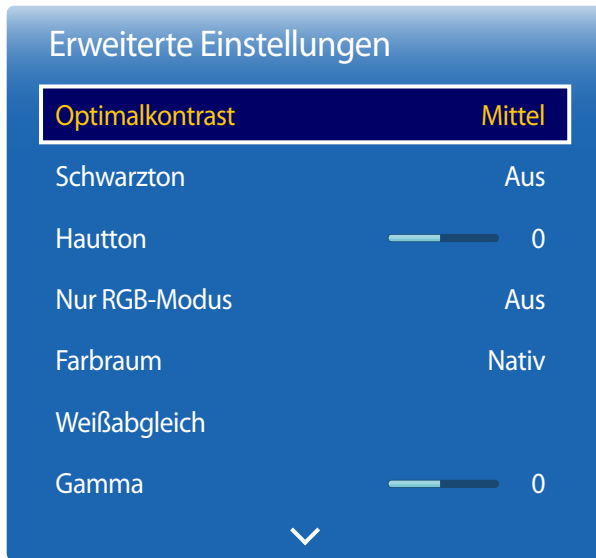 Erweiterte Einstellungen
Optimalkontrast Mittel
Schwarzton Aus
Hautton 0
Nur RGB-Modus Aus
Farbraum Nativ
Weißabgleich
Gamma 0